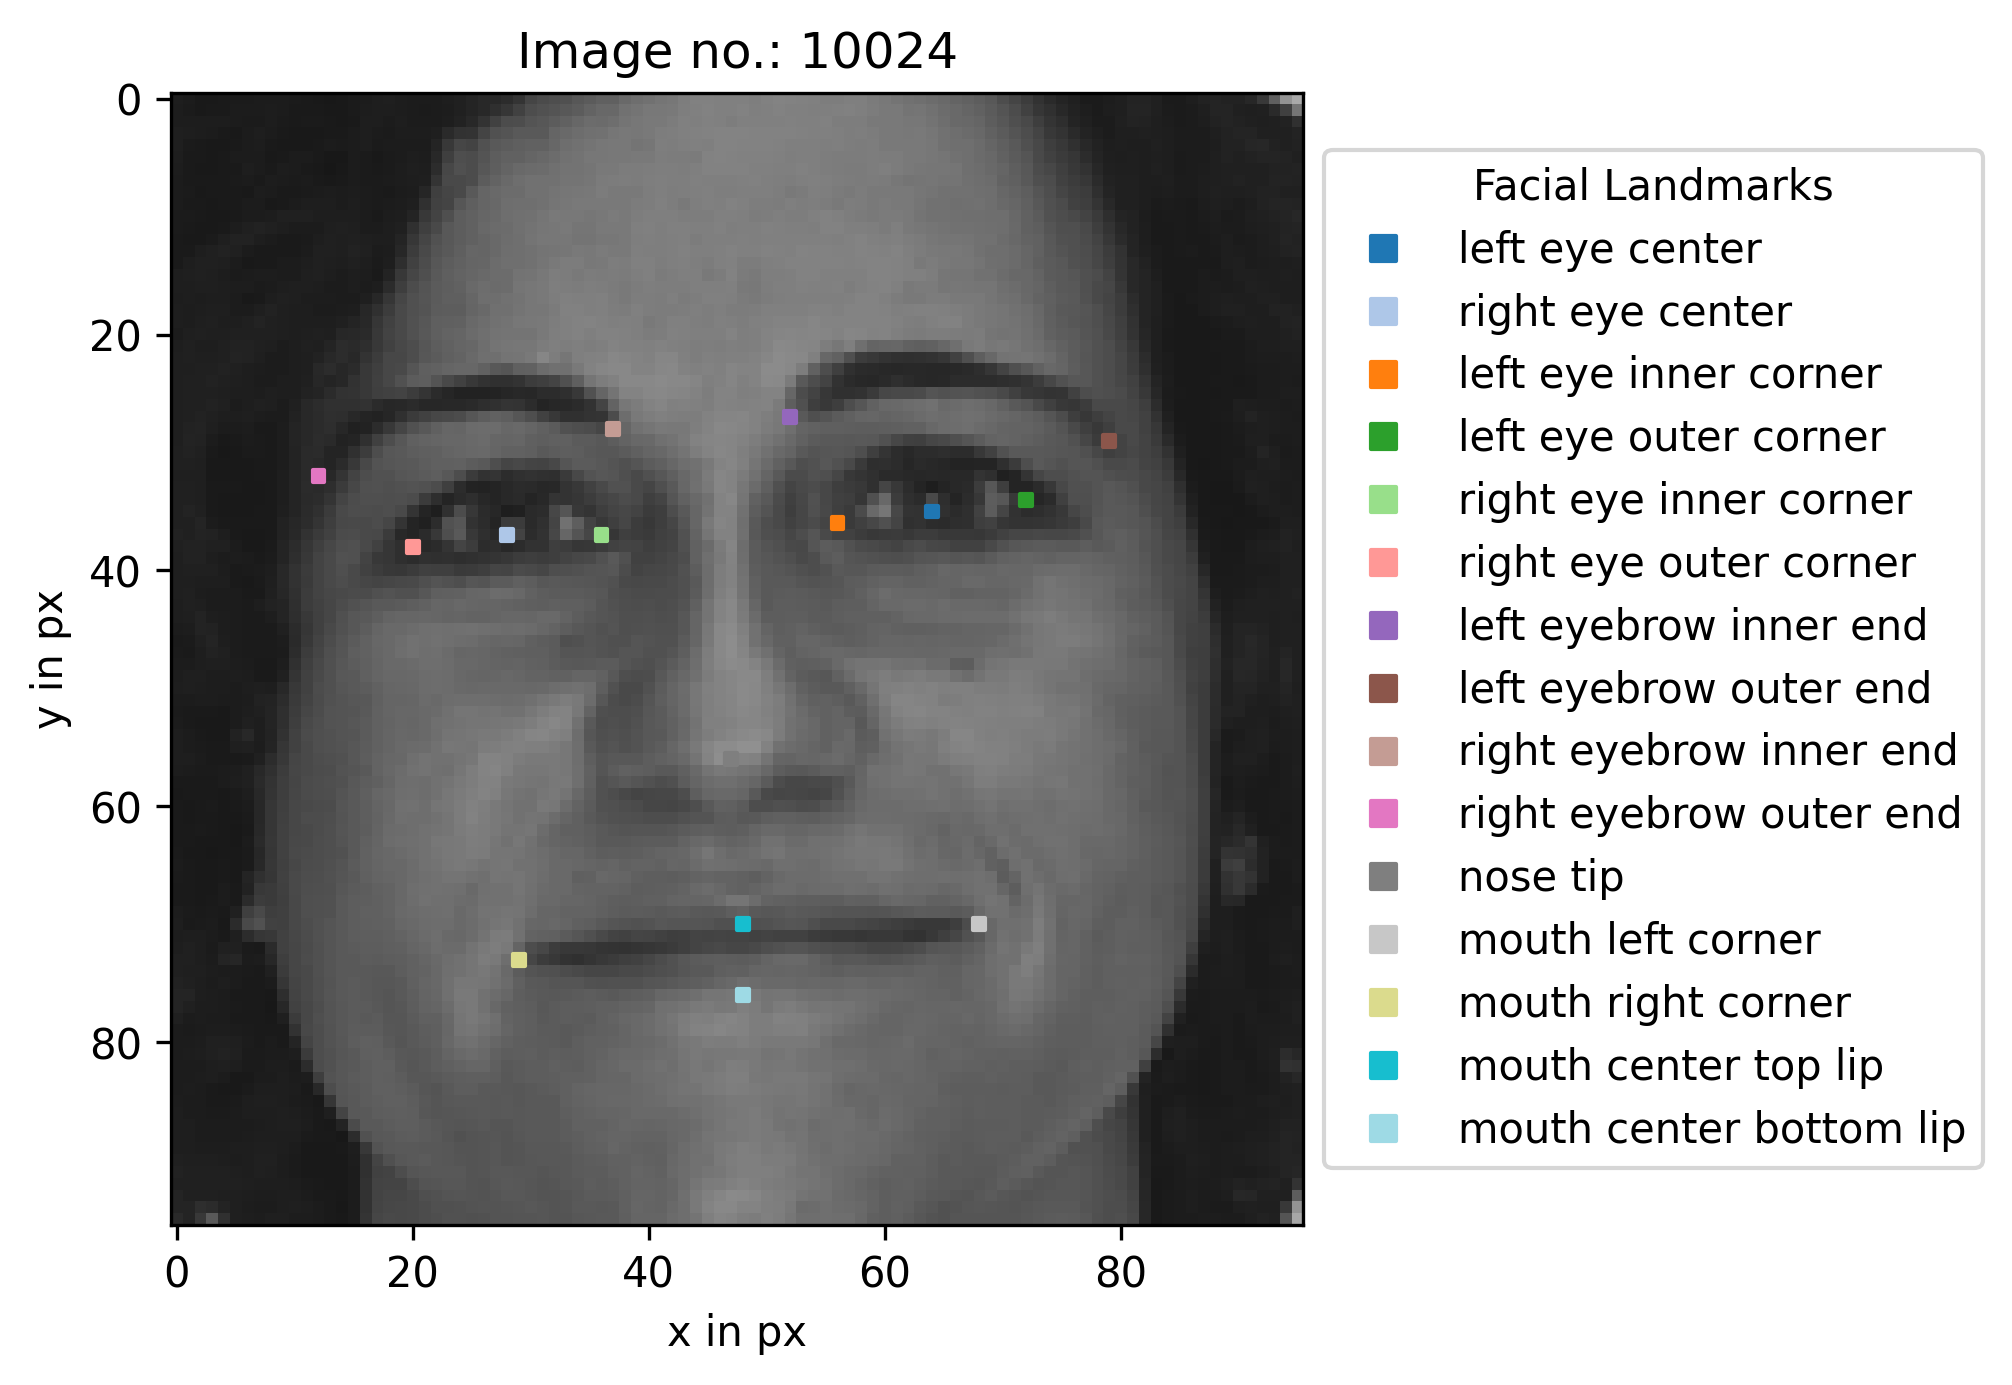 Image no.: 10024
0
20
40
60
80
y in px
0 20 40 60 80
x in px
Facial Landmarks
left eye center
right eye center
left eye inner corner
left eye outer corner
right eye inner corner
right eye outer corner
left eyebrow inner end
left eyebrow outer end
right eyebrow inner end
right eyebrow outer end
nose tip
mouth left corner
mouth right corner
mouth center top lip
mouth center bottom lip